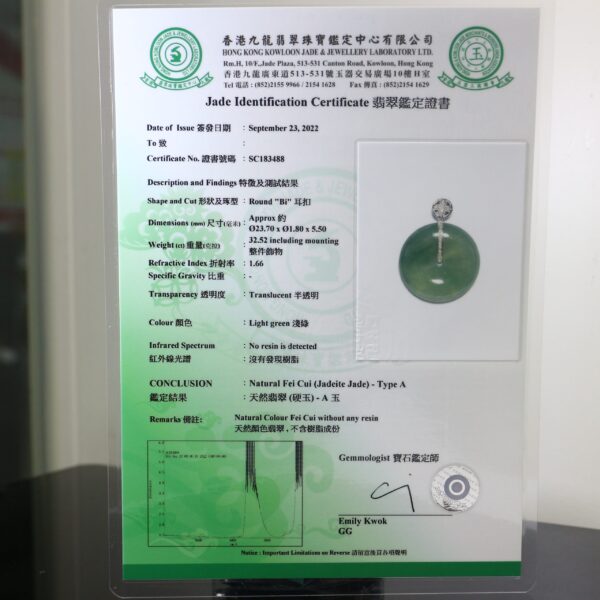 香港九龍翡翠珠寶鑑定中心有限公司
HONG KONG KOWLOON JADE & JEWELLERY LABORATORY LTD.
Rm.H, 10/F., Jade Plaza, 513-531 Canton Road, Kowloon, Hong Kong
香港九龍廣東道513-531號玉器交易廣場10樓H室
Tel 電話 : (852)2155 9966 / 2154 1628 Fax 傳真 : (852)2154 1629
Jade Identification Certificate 翡翠鑑定證書
Date of Issue 簽發日期 : September 23, 2022
To 致 :
Certificate No. 證書號碼 : SC183488
Description and Findings 特徵及測試結果
Shape and Cut 形狀及琢型 : Round "Bi" 耳扣
Dimensions (mm) 尺寸(毫米) : Approx 約
Ø23.70 x Ø1.80 x 5.50
Weight (ct) 重量(克拉) : 32.52 including mounting
整件飾物
Refractive Index 折射率 : 1.66
Specific Gravity 比重 : -
Transparency 透明度 : Translucent 半透明
Colour 顏色 : Light green 淺綠
Infrared Spectrum : No resin is detected
紅外線光譜 : 沒有發現樹脂
CONCLUSION : Natural Fei Cui (Jadeite Jade) - Type A
鑑定結果 : 天然翡翠 (硬玉) - A 玉
Remarks 備註: Natural Colour Fei Cui without any resin
天然顏色翡翠, 不含樹脂成份
Gemmologist 寶石鑑定師
Emily Kwok
GG
Notice : Important Limitations on Reverse 請留意後頁各項聲明